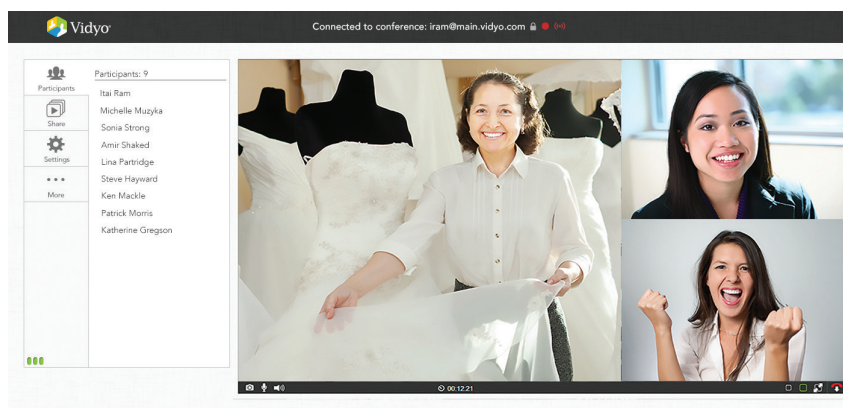 Vidyo
Connected to conference: iram@main.vidyo.com
Participants
Share
Settings
More
Participants: 9
Itai Ram
Michelle Muzyka
Sonia Strong
Amir Shaked
Lina Partridge
Steve Hayward
Ken Mackle
Patrick Morris
Katherine Gregson
00:12:21